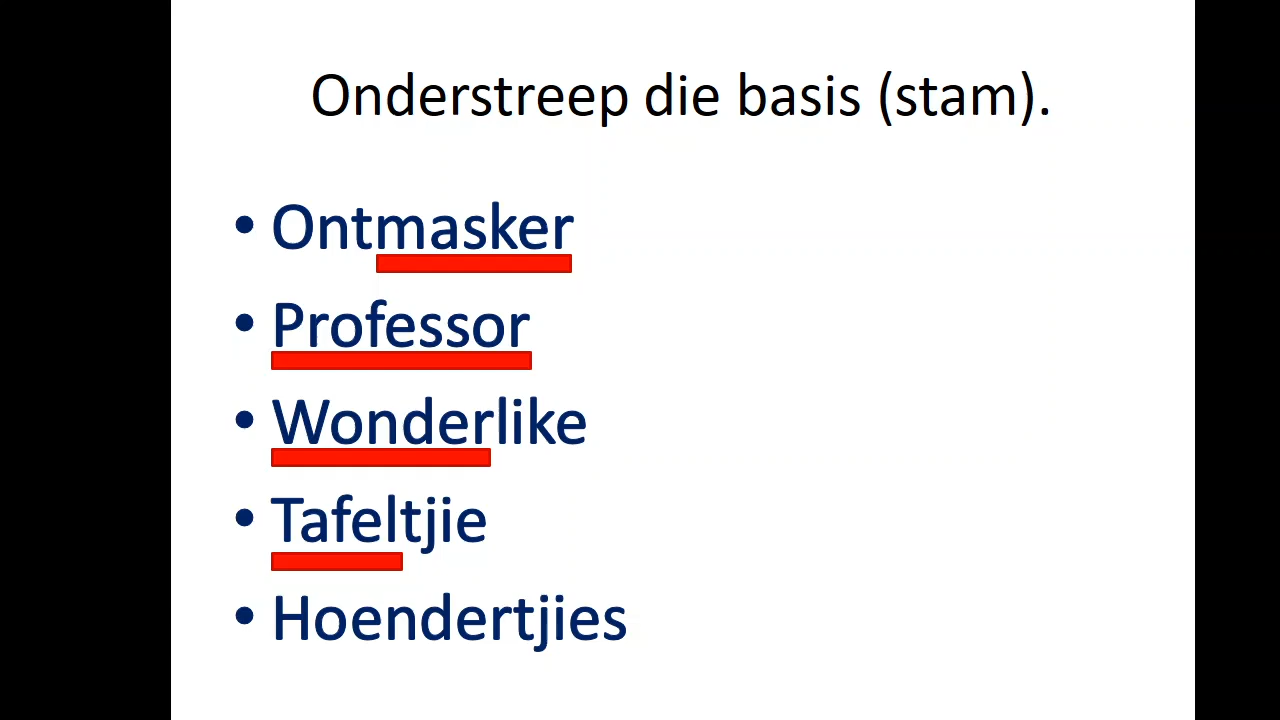 Onderstreep die basis (stam).
• Ontmasker
• Professor
• Wonderlike
• Tafeltjie
• Hoendertjies